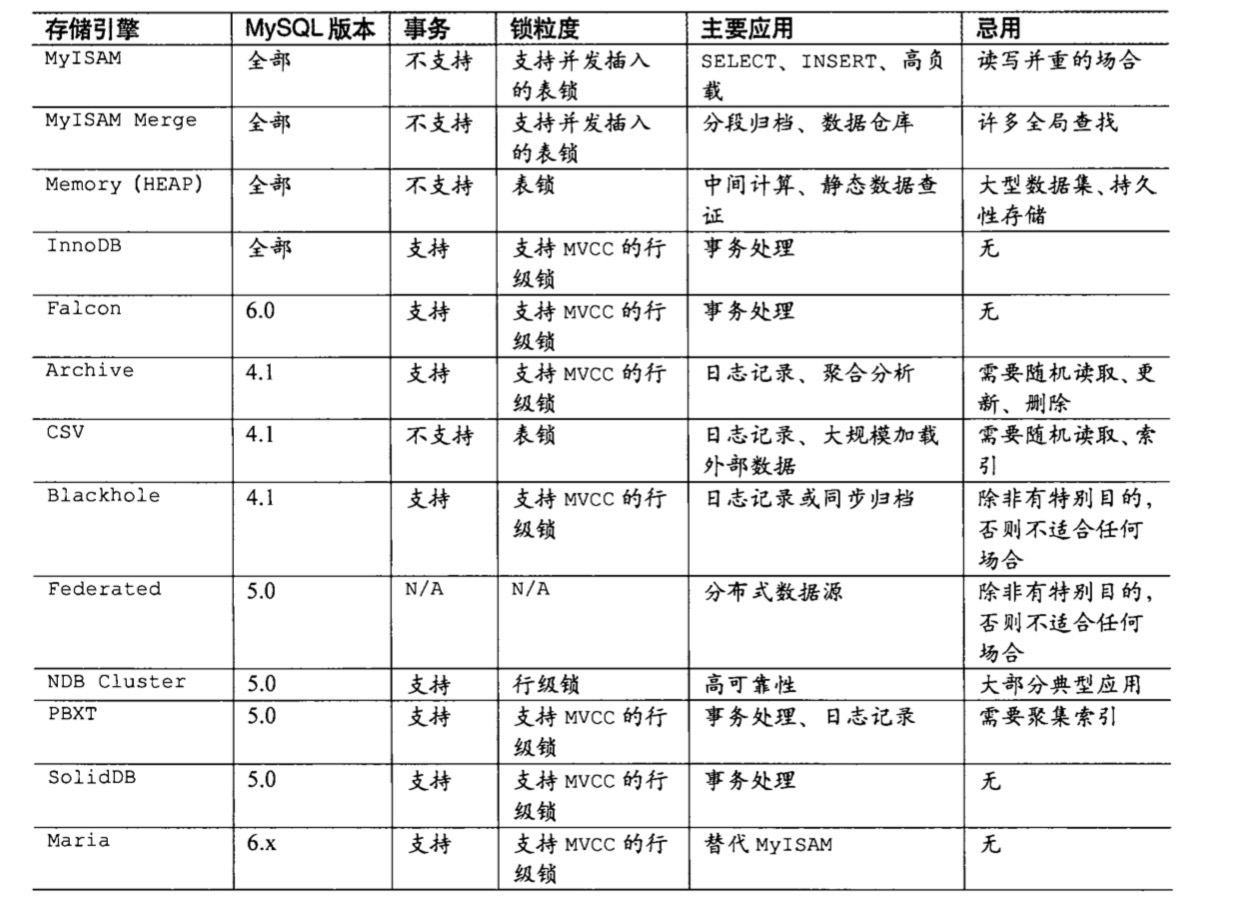 存储引擎 MySQL 版本 事务 锁粒度 主要应用 忌用
MyISAM 全部 不支持 支持并发插入 SELECT、INSERT、高负 读写并重的场合
的表锁 载
MyISAM Merge 全部 不支持 支持并发插入 分段归档、数据仓库 许多全局查找
的表锁
Memory (HEAP) 全部 不支持 表锁 中间计算、静态数据查 大型数据集、持久
证 性存储
InnoDB 全部 支持 支持 MVCC 的行 事务处理 无
级锁
Falcon 6.0 支持 支持 MVCC 的行 事务处理 无
级锁
Archive 4.1 支持 支持 MVCC 的行 日志记录、聚合分析 需要随机读取、更
级锁 新、删除
CSV 4.1 不支持 表锁 日志记录、大规模加载 需要随机读取、索
外部数据 引
Blackhole 4.1 支持 支持 MVCC 的行 日志记录或同步归档 除非有特别目的，
级锁 否则不适合任何
场合
Federated 5.0 N/A N/A 分布式数据源 除非有特别目的，
否则不适合任何
场合
NDB Cluster 5.0 支持 行级锁 高可靠性 大部分典型应用
PBXT 5.0 支持 支持 MVCC 的行 事务处理、日志记录 需要聚集索引
级锁
SolidDB 5.0 支持 支持 MVCC 的行 事务处理 无
级锁
Maria 6.x 支持 支持 MVCC 的行 替代 MyISAM 无
级锁